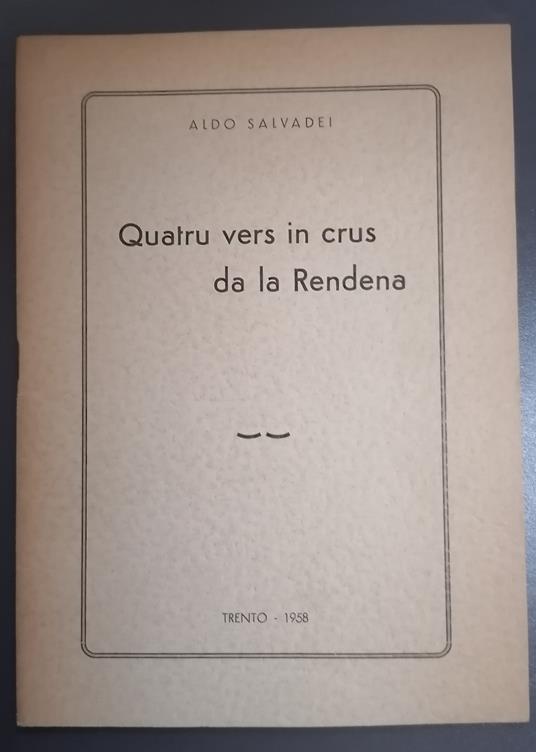 ALDO SALVADEI
Quatru vers in crus
da la Rendena
TRENTO - 1958